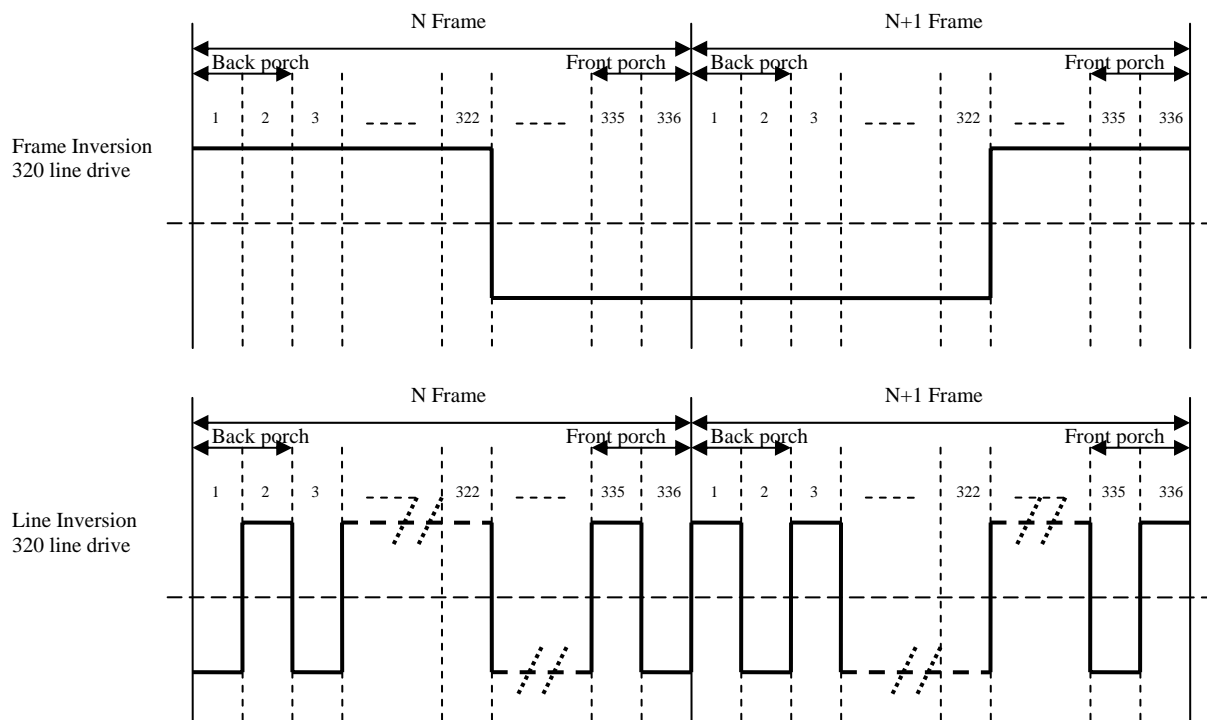 N Frame N+1 Frame
Back porch Front porch Back porch Front porch
1 2 3 ----- 322 ----- 335 336 1 2 3 ----- 322 ----- 335 336
Frame Inversion
320 line drive
N Frame N+1 Frame
Back porch Front porch Back porch Front porch
1 2 3 ----- 322 ----- 335 336 1 2 3 ----- 322 ----- 335 336
Line Inversion
320 line drive